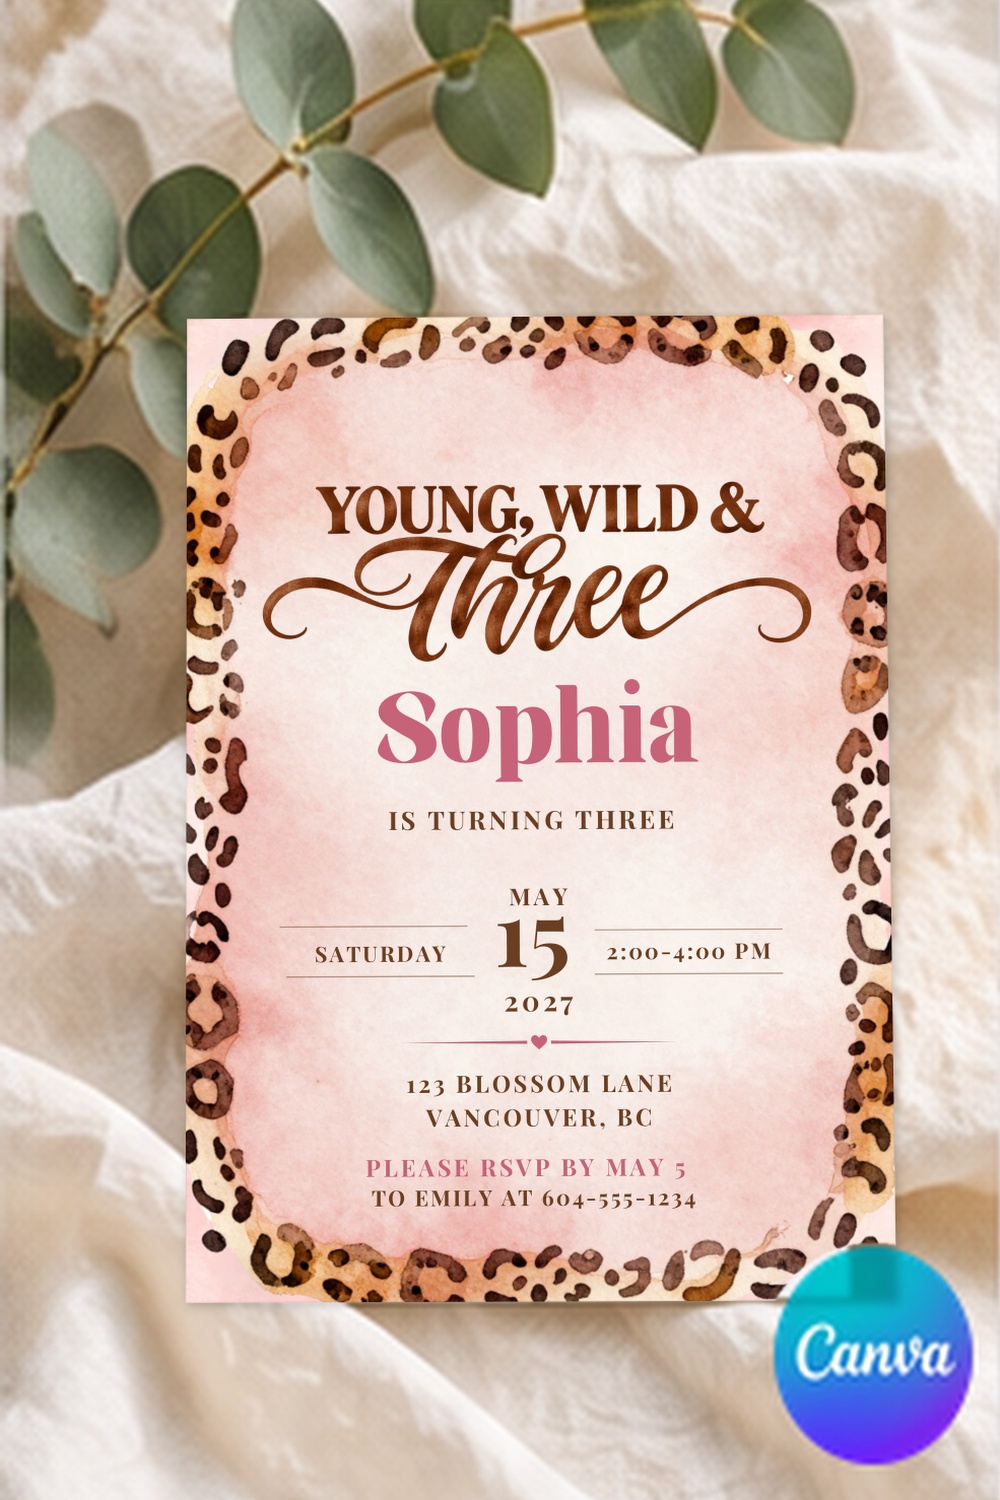 YOUNG, WILD &
Three
Sophia
IS TURNING THREE
MAY
SATURDAY 15 2:00-4:00 PM
2027
123 BLOSSOM LANE
VANCOUVER, BC
PLEASE RSVP BY MAY 5
TO EMILY AT 604-555-1234
Canva